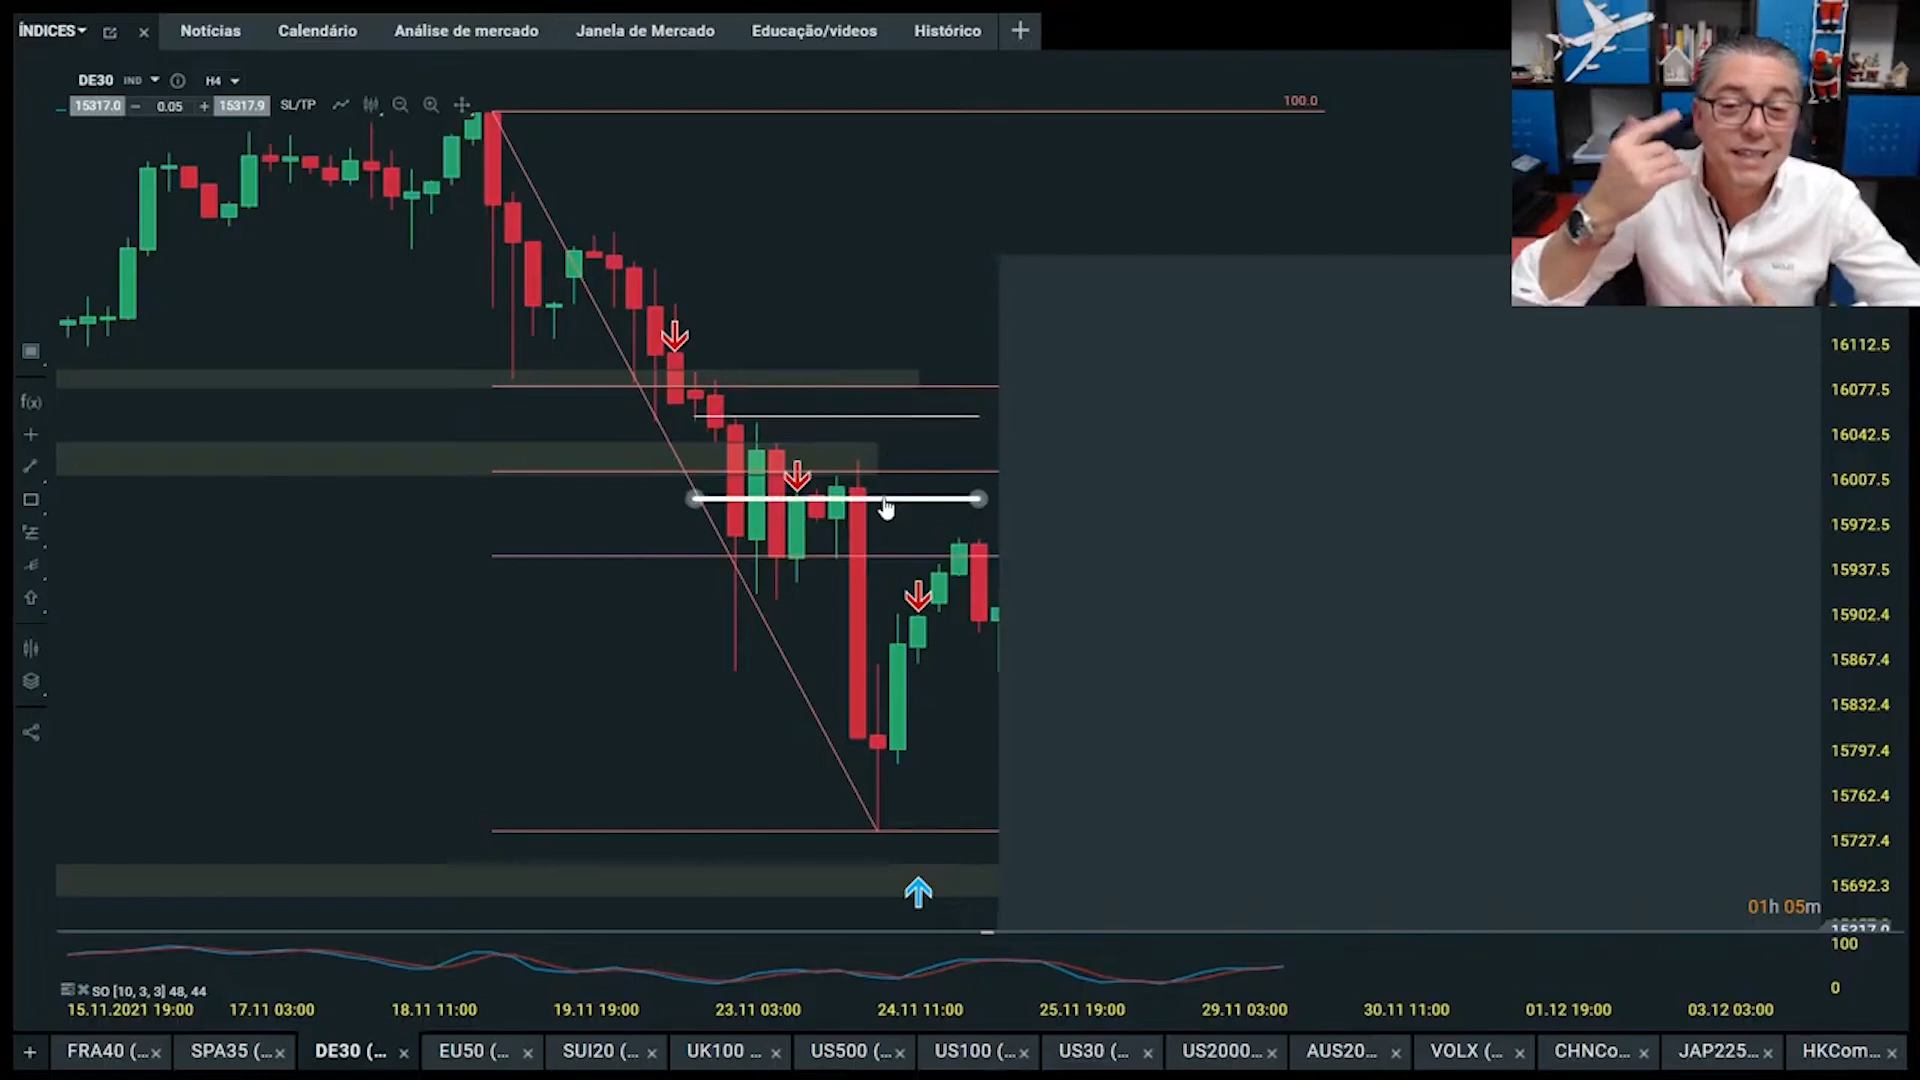 ÍNDICES
Notícias
Calendário
Análise de mercado
Janela de Mercado
Educação/videos
Histórico
DE30 IND H4
15317.0 − 0.05 + 15317.9 SL/TP
100.0
f(x)
16112.5
16077.5
16042.5
16007.5
15972.5
15937.5
15902.4
15867.4
15832.4
15797.4
15762.4
15727.4
15692.3
01h 05m
15317.0
100
0
SO [10, 3, 3] 48, 44
15.11.2021 19:00
17.11 03:00
18.11 11:00
19.11 19:00
23.11 03:00
24.11 11:00
25.11 19:00
29.11 03:00
30.11 11:00
01.12 19:00
03.12 03:00
FRA40 (...
SPA35 (...
DE30 (...
EU50 (...
SUI20 (...
UK100 ...
US500 (...
US100 (...
US30 (...
US2000...
AUS20...
VOLX (...
CHNCo...
JAP225...
HKCom...